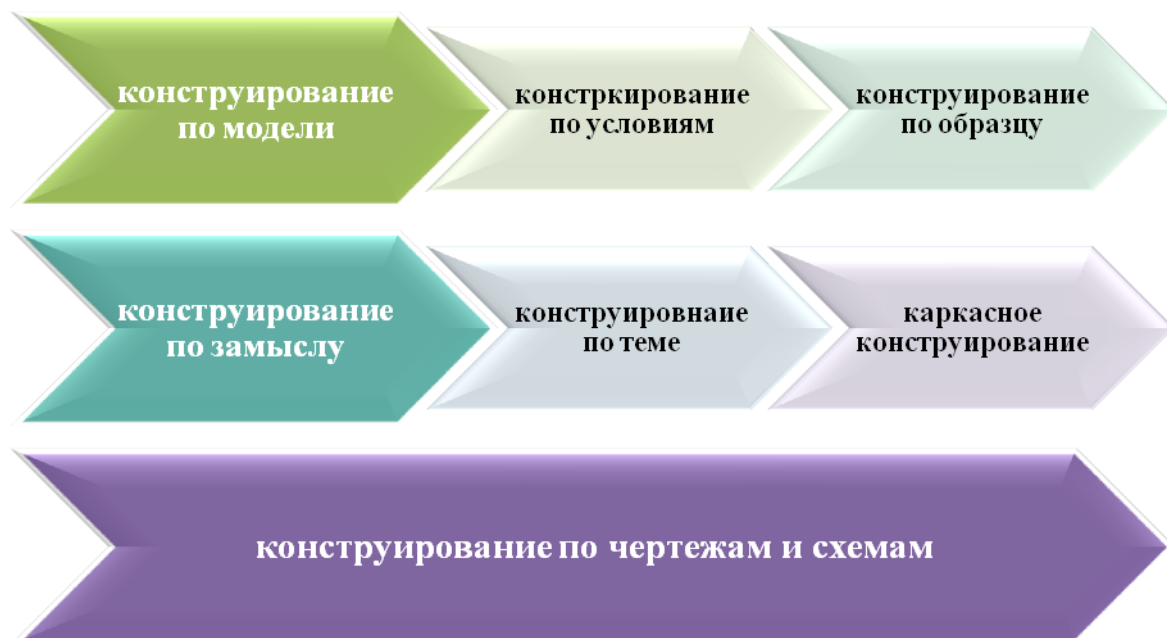 конструирование
по модели
констркирование
по условиям
конструирование
по образцу
конструирование
по замыслу
конструировнаие
по теме
каркасное
конструирование
конструирование по чертежам и схемам